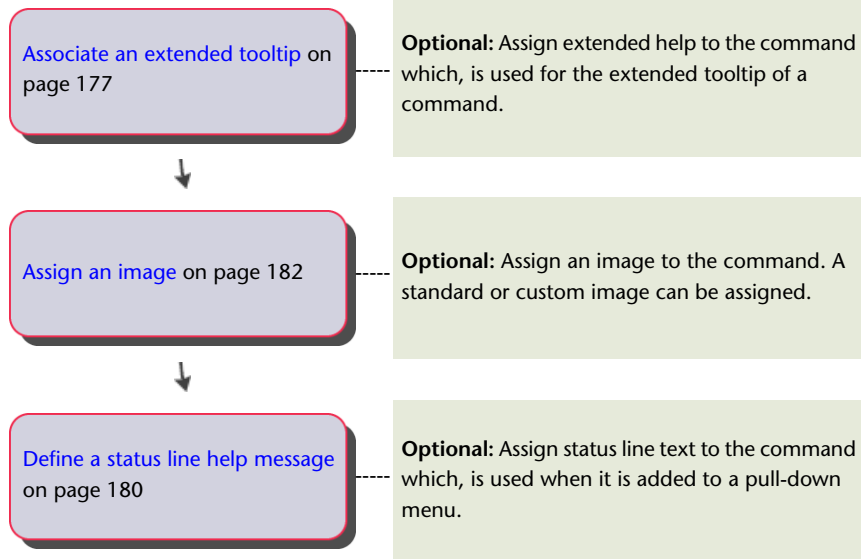 Associate an extended tooltip on
page 177
Optional: Assign extended help to the command
which, is used for the extended tooltip of a
command.
Assign an image on page 182
Optional: Assign an image to the command. A
standard or custom image can be assigned.
Define a status line help message
on page 180
Optional: Assign status line text to the command
which, is used when it is added to a pull-down
menu.